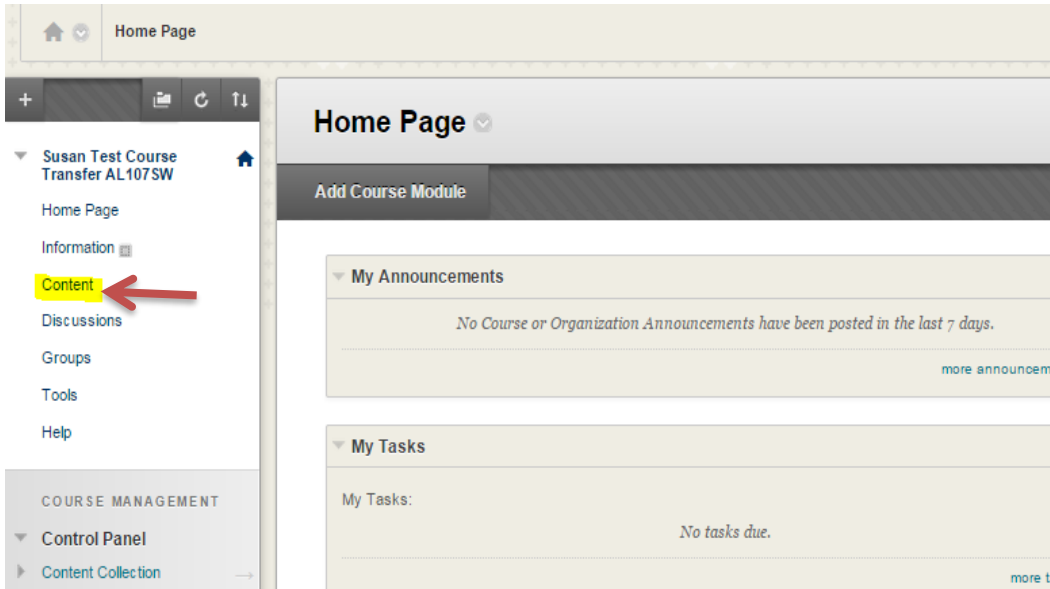 Home Page
Susan Test Course
Transfer AL107SW
Home Page
Information
Content
Discussions
Groups
Tools
Help
COURSE MANAGEMENT
Control Panel
Content Collection
Home Page
Add Course Module
My Announcements
No Course or Organization Announcements have been posted in the last 7 days.
more
My Tasks
My Tasks:
No tasks due.
more